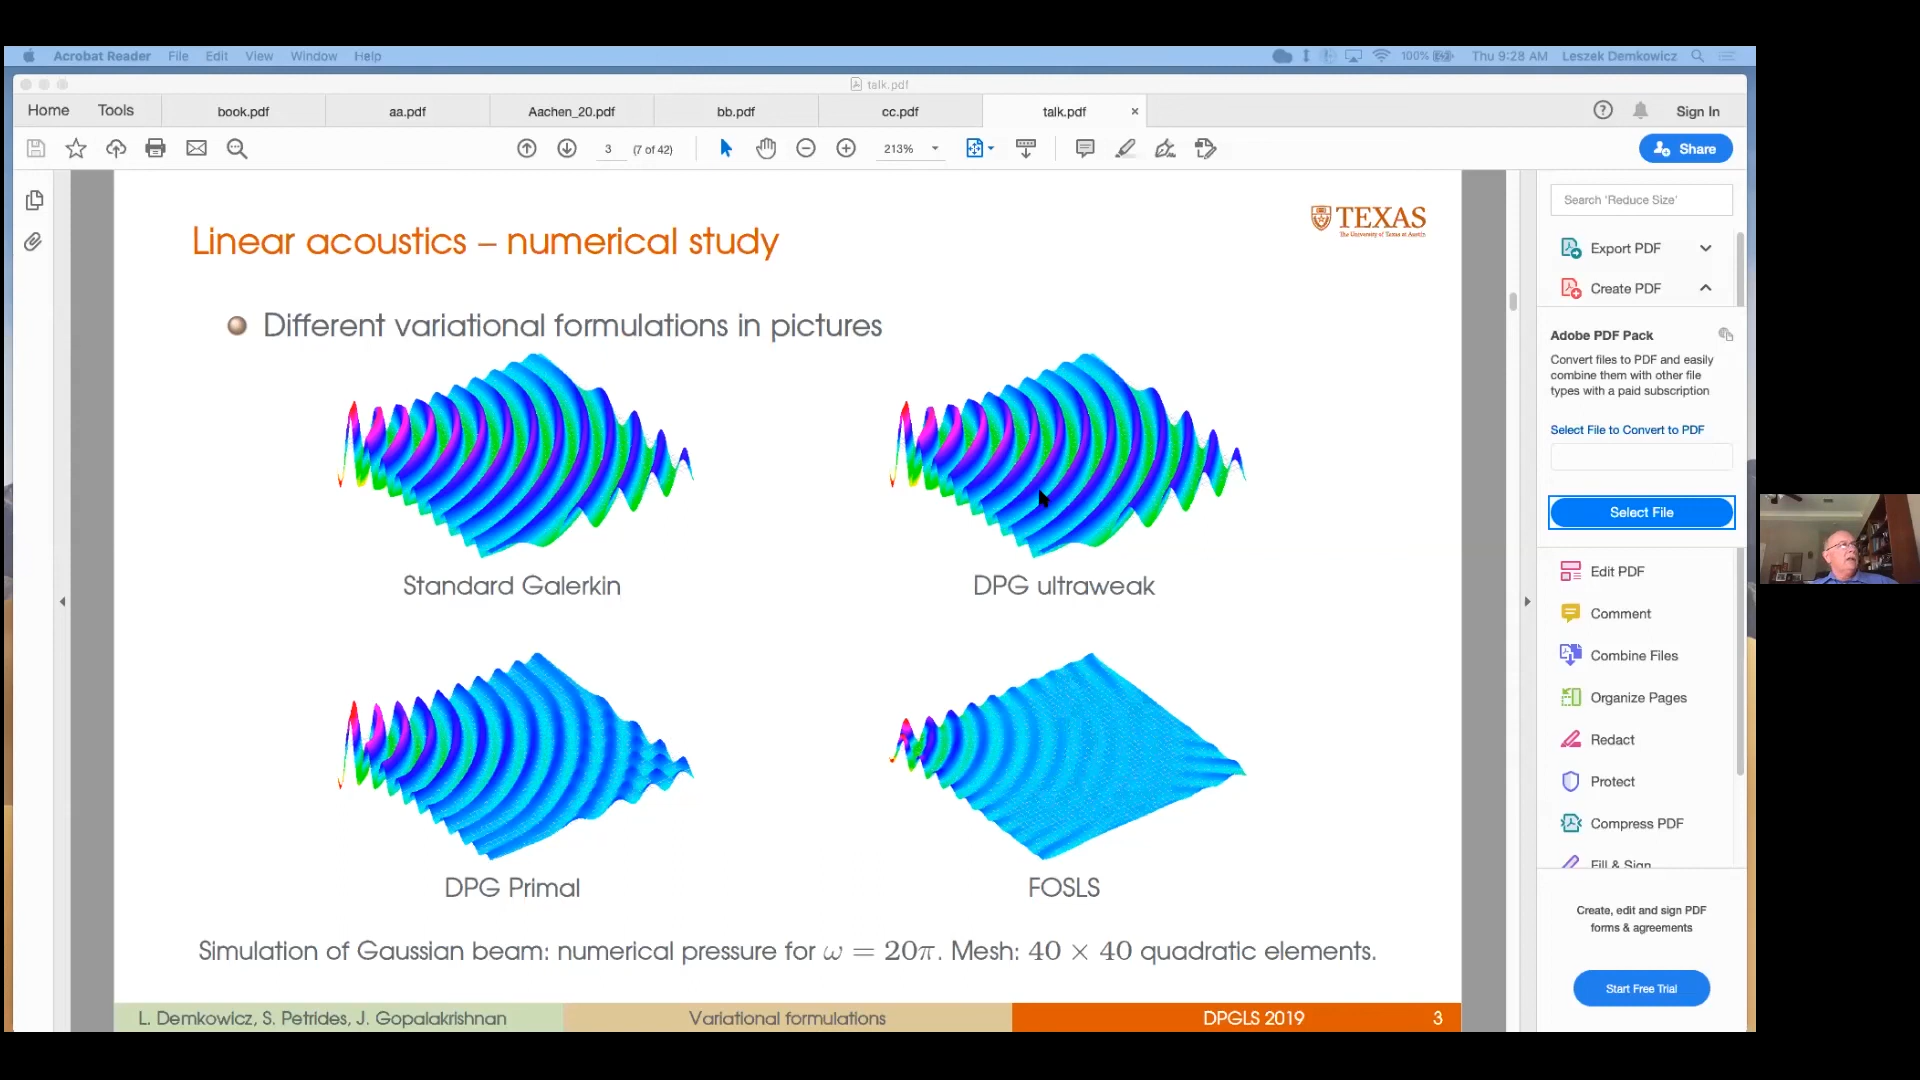 Acrobat Reader File Edit View Window Help 100% Thu 9:28 AM Leszek Demkowicz
talk.pdf
Home Tools book.pdf aa.pdf Aachen_20.pdf bb.pdf cc.pdf talk.pdf × ? Sign In
3 (7 of 42) 213% Share
Linear acoustics – numerical study
TEXAS
The University of Texas at Austin
Different variational formulations in pictures
Standard Galerkin
DPG ultraweak
DPG Primal
FOSLS
Simulation of Gaussian beam: numerical pressure for ω = 20π. Mesh: 40 × 40 quadratic elements.
L. Demkowicz, S. Petrides, J. Gopalakrishnan Variational formulations DPGLS 2019 3
Search 'Reduce Size'
Export PDF
Create PDF
Adobe PDF Pack
Convert files to PDF and easily
combine them with other file
types with a paid subscription
Select File to Convert to PDF
Select File
Edit PDF
Comment
Combine Files
Organize Pages
Redact
Protect
Compress PDF
Fill & Sign
Create, edit and sign PDF
forms & agreements
Start Free Trial